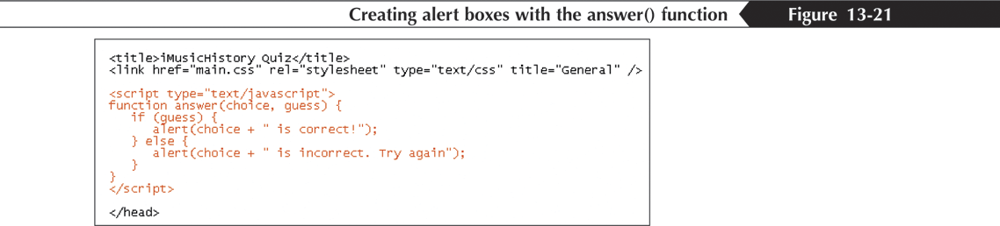 Creating alert boxes with the answer() function Figure 13-21
<title>iMusicHistory Quiz</title>
<link href="main.css" rel="stylesheet" type="text/css" title="General" />
<script type="text/javascript">
function answer(choice, guess) {
if (guess) {
alert(choice + " is correct!");
} else {
alert(choice + " is incorrect. Try again");
}
}
</script>
</head>